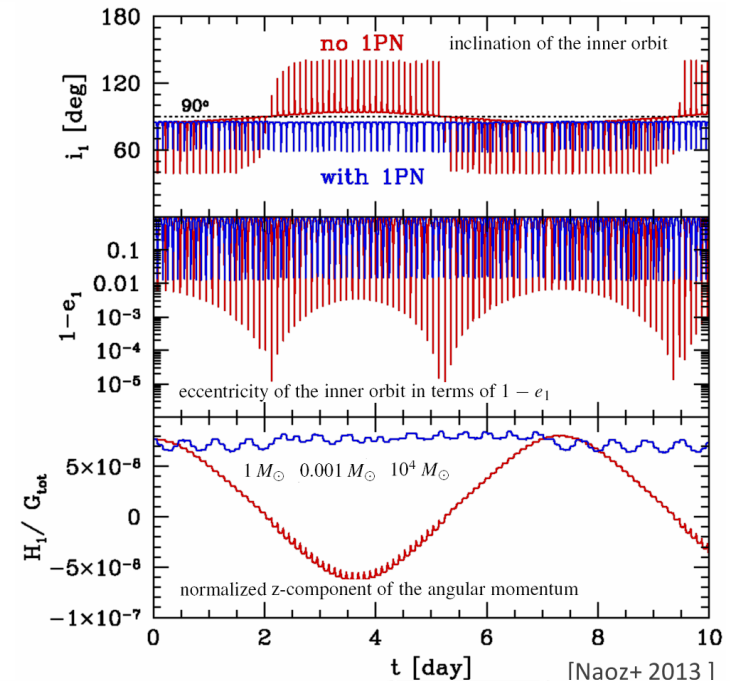 180
no 1PN inclination of the inner orbit
120
90°
i₁ [deg]
60
with 1PN
0.1
0.01
10⁻³
1−e₁
10⁻⁴
10⁻⁵
eccentricity of the inner orbit in terms of 1 − e₁
5×10⁻⁸
1 M☉ 0.001 M☉ 10⁴ M☉
0
H₁/ G_tot
−5×10⁻⁸
normalized z-component of the angular momentum
−1×10⁻⁷
0 2 4 6 8 10
t [day]
[Naoz+ 2013 ]